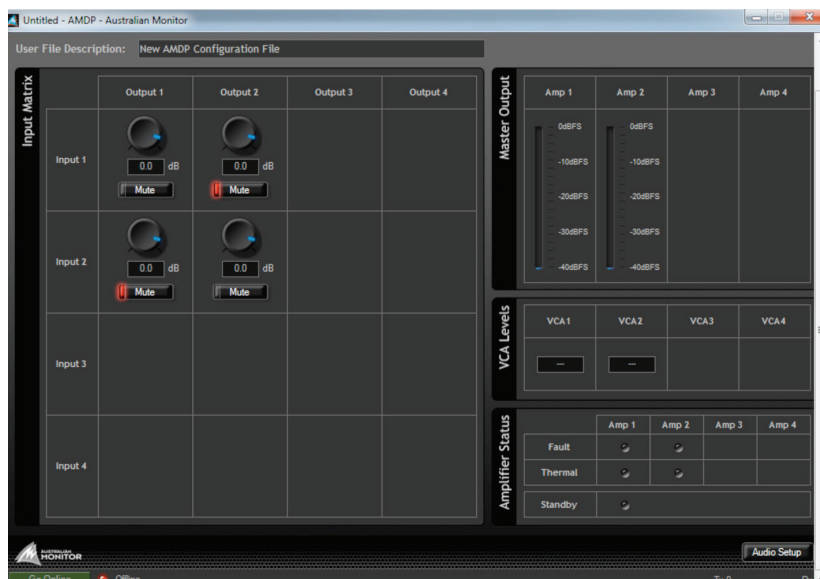 Untitled - AMDP - Australian Monitor
User File Description: New AMDP Configuration File
Input Matrix
Output 1 Output 2 Output 3 Output 4
Input 1
0.0 dB 0.0 dB
Mute Mute
Input 2
0.0 dB 0.0 dB
Mute Mute
Input 3
Input 4
Master Output
Amp 1 Amp 2 Amp 3 Amp 4
0dBFS 0dBFS
-10dBFS -10dBFS
-20dBFS -20dBFS
-30dBFS -30dBFS
-40dBFS -40dBFS
VCA Levels
VCA1 VCA2 VCA3 VCA4
--- ---
Amplifier Status
Amp 1 Amp 2 Amp 3 Amp 4
Fault
Thermal
Standby
AUSTRALIAN
MONITOR
Audio Setup
Go Online Offline